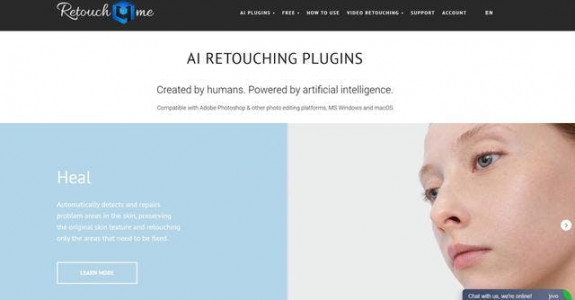 Retouch4me
AI PLUGINS FREE HOW TO USE VIDEO RETOUCHING SUPPORT ACCOUNT EN
AI RETOUCHING PLUGINS
Created by humans. Powered by artificial intelligence.
Compatible with Adobe Photoshop & other photo editing platforms, MS Windows and macOS
Heal
Automatically detects and repairs
problem areas in the skin, preserving
the original skin texture and retouching
only the areas that need to be fixed
LEARN MORE
Chat with us, we're online! jivo